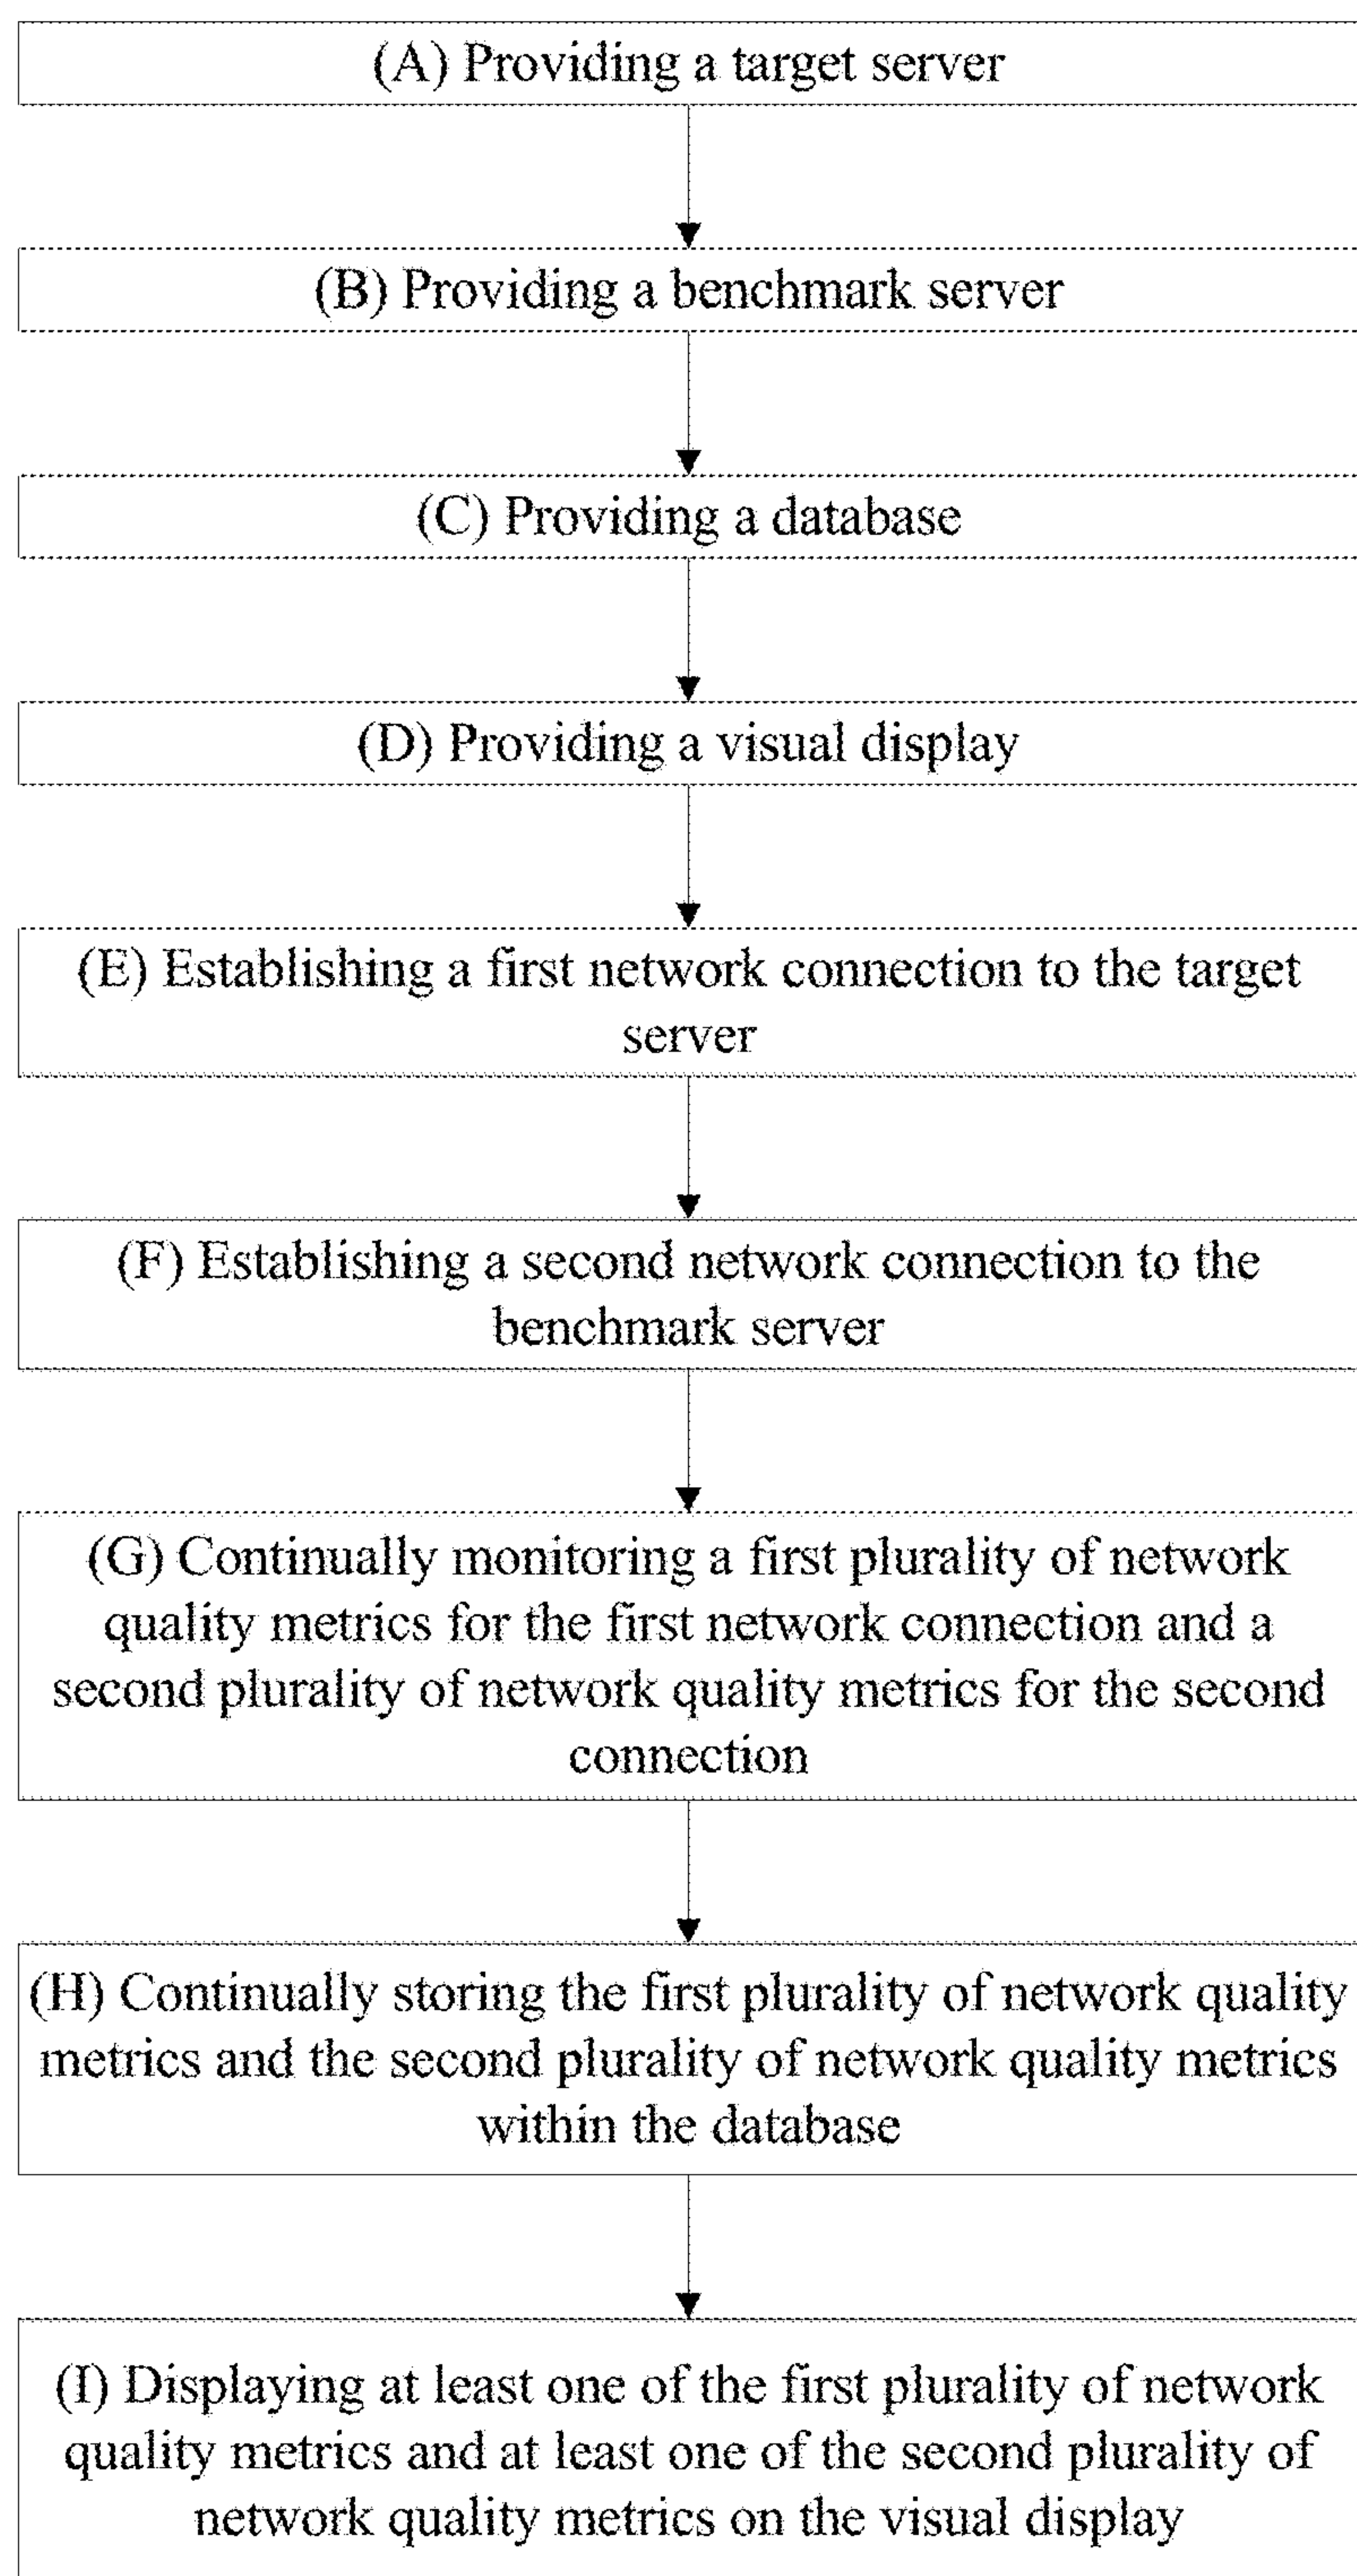 (A) Providing a target server
(B) Providing a benchmark server
(C) Providing a database
(D) Providing a visual display
(E) Establishing a first network connection to the target
server
(F) Establishing a second network connection to the
benchmark server
(G) Continually monitoring a first plurality of network
quality metrics for the first network connection and a
second plurality of network quality metrics for the second
connection
(H) Continually storing the first plurality of network quality
metrics and the second plurality of network quality metrics
within the database
(I) Displaying at least one of the first plurality of network
quality metrics and at least one of the second plurality of
network quality metrics on the visual display